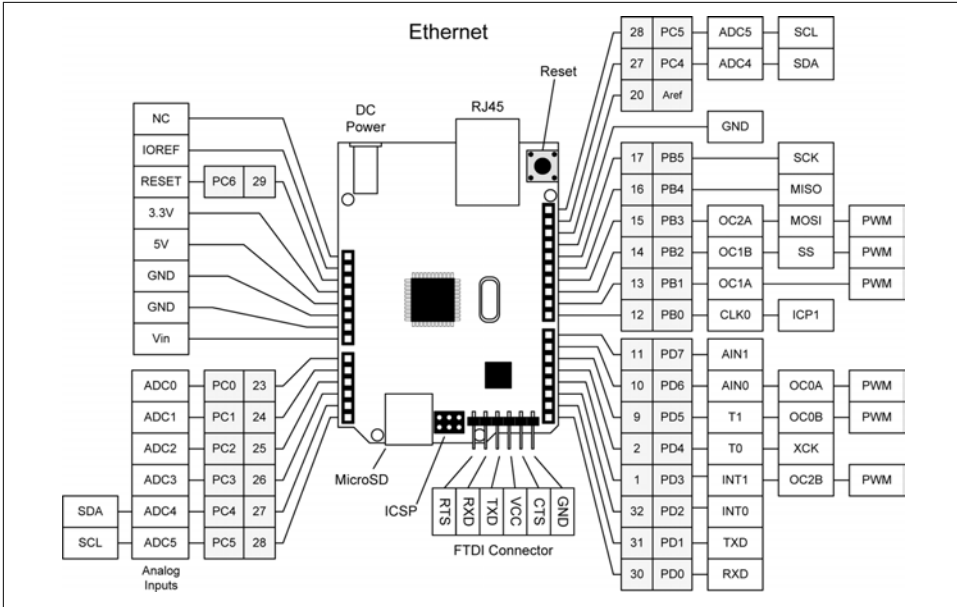 Ethernet
Reset
DC
Power
RJ45
NC
IOREF
RESET PC6 29
3.3V
5V
GND
GND
Vin
ADC0 PC0 23
ADC1 PC1 24
ADC2 PC2 25
ADC3 PC3 26
SDA ADC4 PC4 27
SCL ADC5 PC5 28
Analog
Inputs
MicroSD
ICSP
RTS
RXD
TXD
VCC
CTS
GND
FTDI Connector
28 PC5 ADC5 SCL
27 PC4 ADC4 SDA
20 Aref
GND
17 PB5 SCK
16 PB4 MISO
15 PB3 OC2A MOSI PWM
14 PB2 OC1B SS PWM
13 PB1 OC1A PWM
12 PB0 CLK0 ICP1
11 PD7 AIN1
10 PD6 AIN0 OC0A PWM
9 PD5 T1 OC0B PWM
2 PD4 T0 XCK
1 PD3 INT1 OC2B PWM
32 PD2 INT0
31 PD1 TXD
30 PD0 RXD